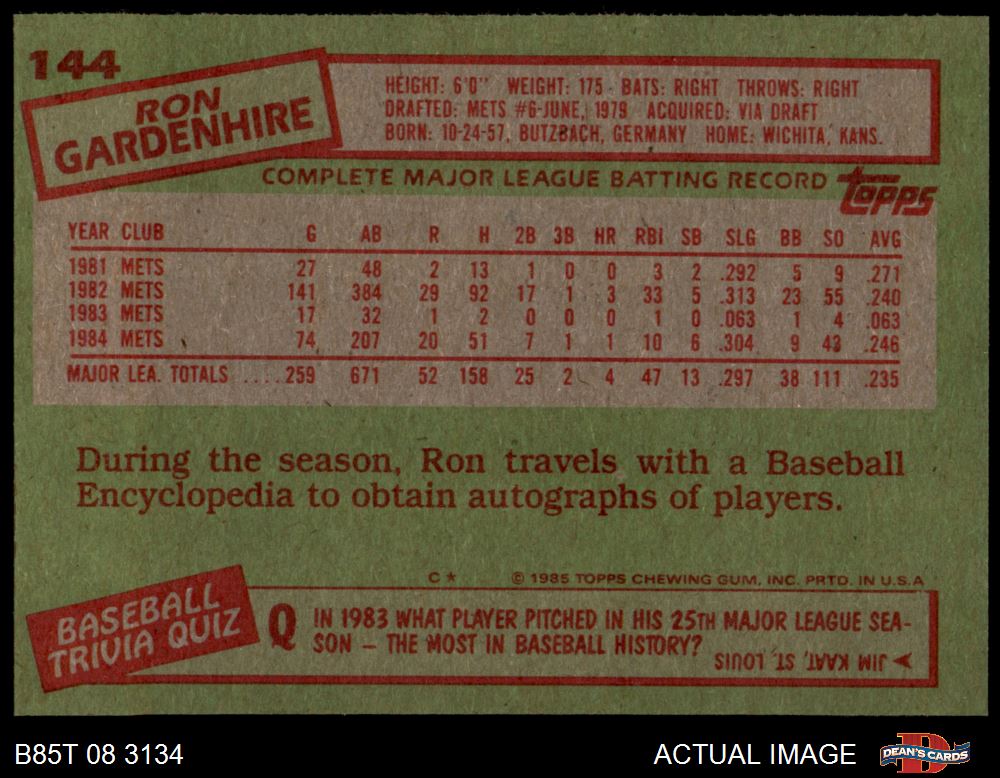 144
RON
GARDENHIRE
HEIGHT: 6'0" WEIGHT: 175 BATS: RIGHT THROWS: RIGHT
DRAFTED: METS #6-JUNE, 1979 ACQUIRED: VIA DRAFT
BORN: 10-24-57, BUTZBACH, GERMANY HOME: WICHITA, KANS.
COMPLETE MAJOR LEAGUE BATTING RECORD
TOPPS
YEAR CLUB G AB R H 2B 3B HR RBI SB SLG BB SO AVG
1981 METS 27 48 2 13 1 0 0 3 2 .292 5 9 .271
1982 METS 141 384 29 92 17 1 3 33 5 .313 23 55 .240
1983 METS 17 32 1 2 0 0 0 1 0 .063 1 4 .063
1984 METS 74 207 20 51 7 1 1 10 6 .304 9 43 .246
MAJOR LEA. TOTALS ....259 671 52 158 25 2 4 47 13 .297 38 111 .235
During the season, Ron travels with a Baseball
Encyclopedia to obtain autographs of players.
C* © 1985 TOPPS CHEWING GUM, INC. PRTD. IN U.S.A
BASEBALL
TRIVIA QUIZ
Q IN 1983 WHAT PLAYER PITCHED IN HIS 25TH MAJOR LEAGUE SEA-
SON – THE MOST IN BASEBALL HISTORY?
JIM KAAT, ST. LOUIS
B85T 08 3134
ACTUAL IMAGE
D
DEAN'S CARDS